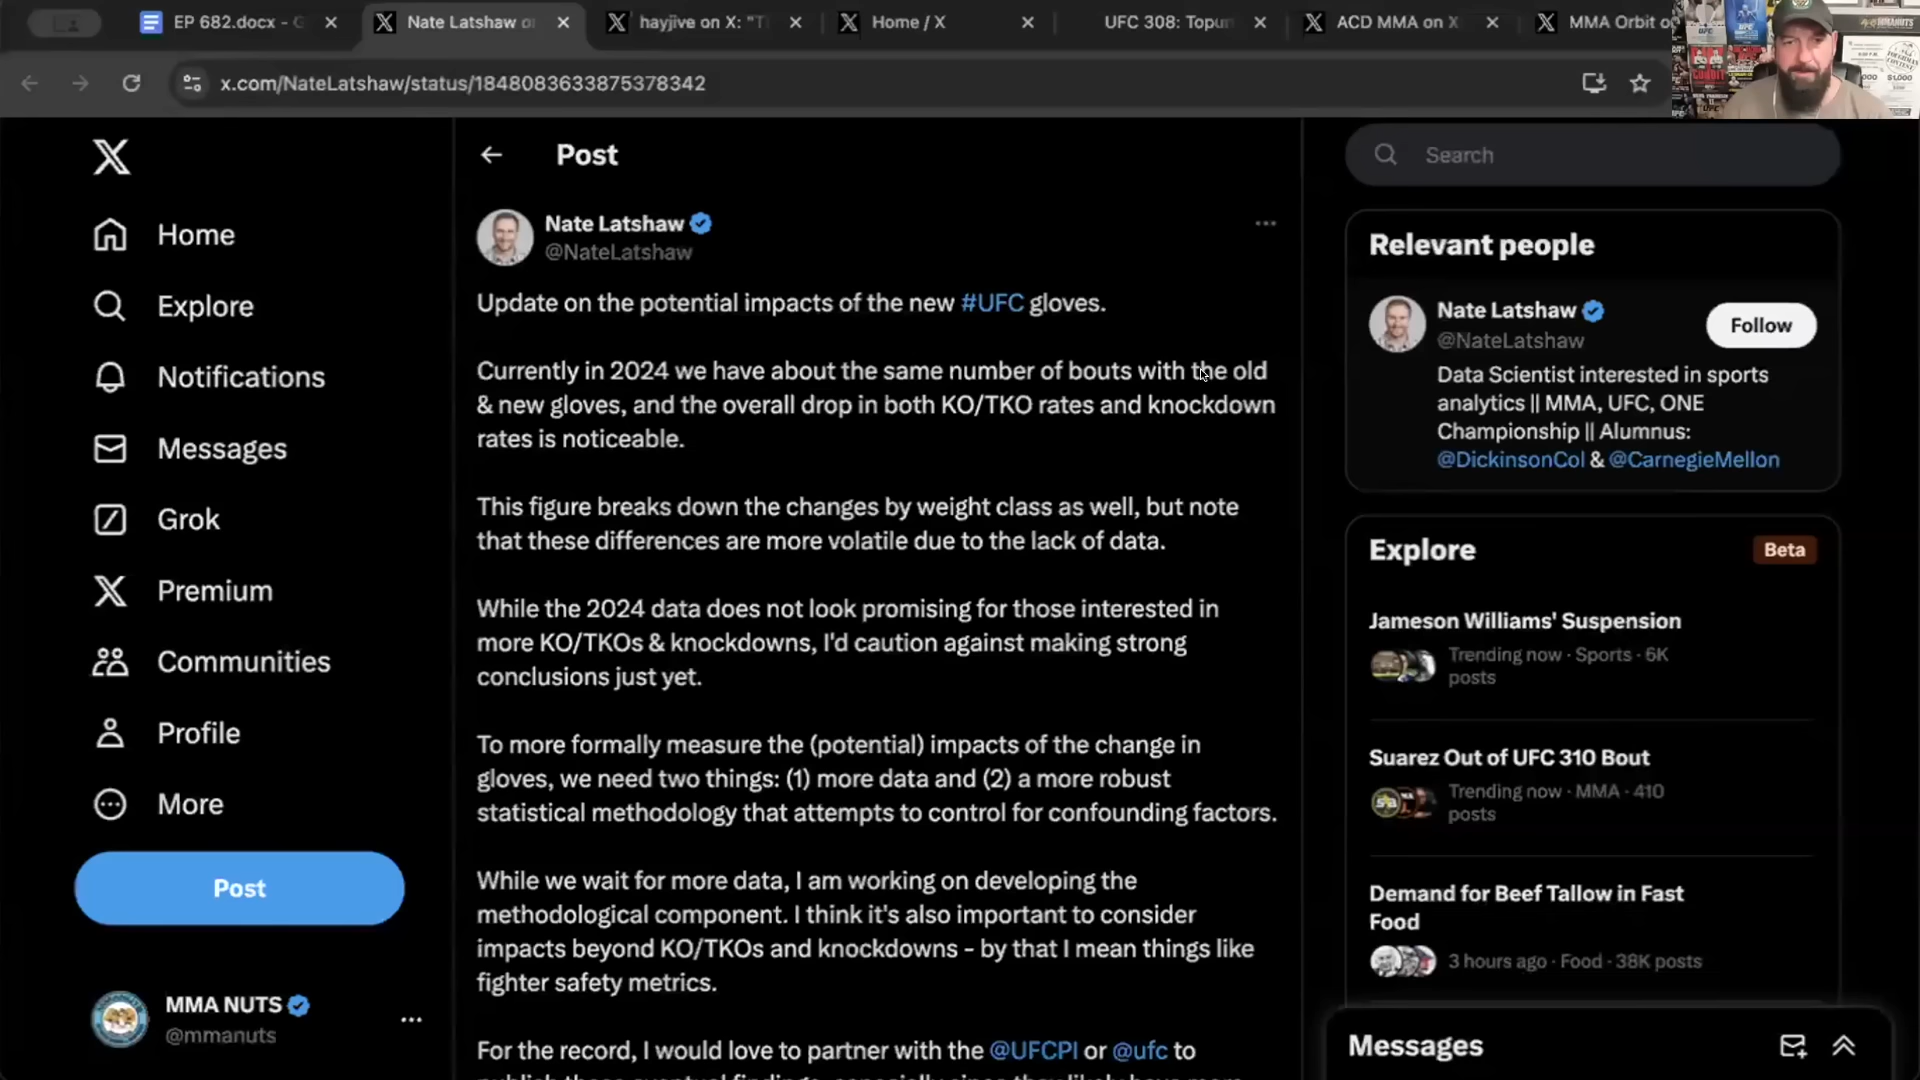 EP 682.docx - G
Nate Latshaw or
hayjive on X: "T
Home / X
UFC 308: Topur
ACD MMA on X
MMA Orbit o
x.com/NateLatshaw/status/1848083633875378342
Home
Explore
Notifications
Messages
Grok
Premium
Communities
Profile
More
Post
MMA NUTS
@mmanuts
Post
Nate Latshaw
@NateLatshaw
Update on the potential impacts of the new #UFC gloves.
Currently in 2024 we have about the same number of bouts with the old
& new gloves, and the overall drop in both KO/TKO rates and knockdown
rates is noticeable.
This figure breaks down the changes by weight class as well, but note
that these differences are more volatile due to the lack of data.
While the 2024 data does not look promising for those interested in
more KO/TKOs & knockdowns, I'd caution against making strong
conclusions just yet.
To more formally measure the (potential) impacts of the change in
gloves, we need two things: (1) more data and (2) a more robust
statistical methodology that attempts to control for confounding factors.
While we wait for more data, I am working on developing the
methodological component. I think it's also important to consider
impacts beyond KO/TKOs and knockdowns - by that I mean things like
fighter safety metrics.
For the record, I would love to partner with the @UFCPI or @ufc to
Search
Relevant people
Nate Latshaw
@NateLatshaw
Follow
Data Scientist interested in sports
analytics || MMA, UFC, ONE
Championship || Alumnus:
@DickinsonCol & @CarnegieMellon
Explore
Beta
Jameson Williams' Suspension
Trending now · Sports · 6K
posts
Suarez Out of UFC 310 Bout
Trending now · MMA · 410
posts
Demand for Beef Tallow in Fast
Food
3 hours ago · Food · 38K posts
Messages